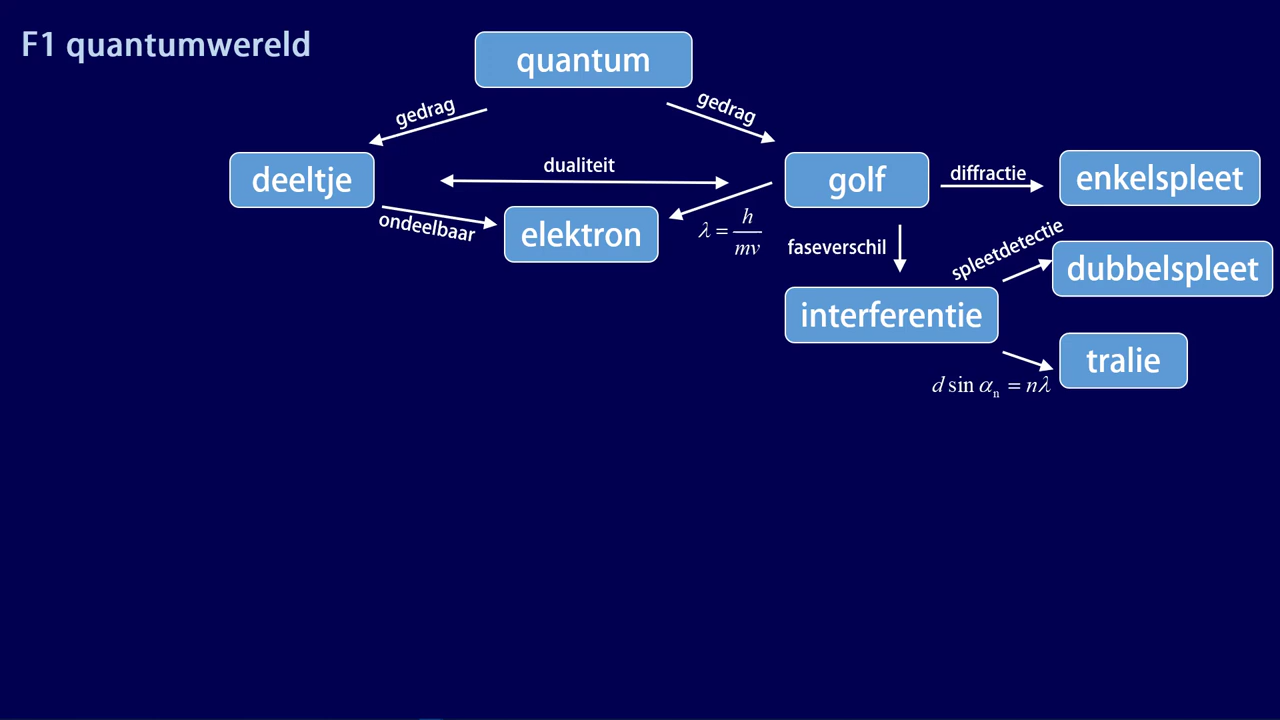 F1 quantumwereld
quantum
gedrag
gedrag
deeltje
dualiteit
golf
diffractie
enkelspleet
ondeelbaar
elektron
λ = h/mv
faseverschil
spleetdetectie
dubbelspleet
interferentie
tralie
d sin αₙ = nλ